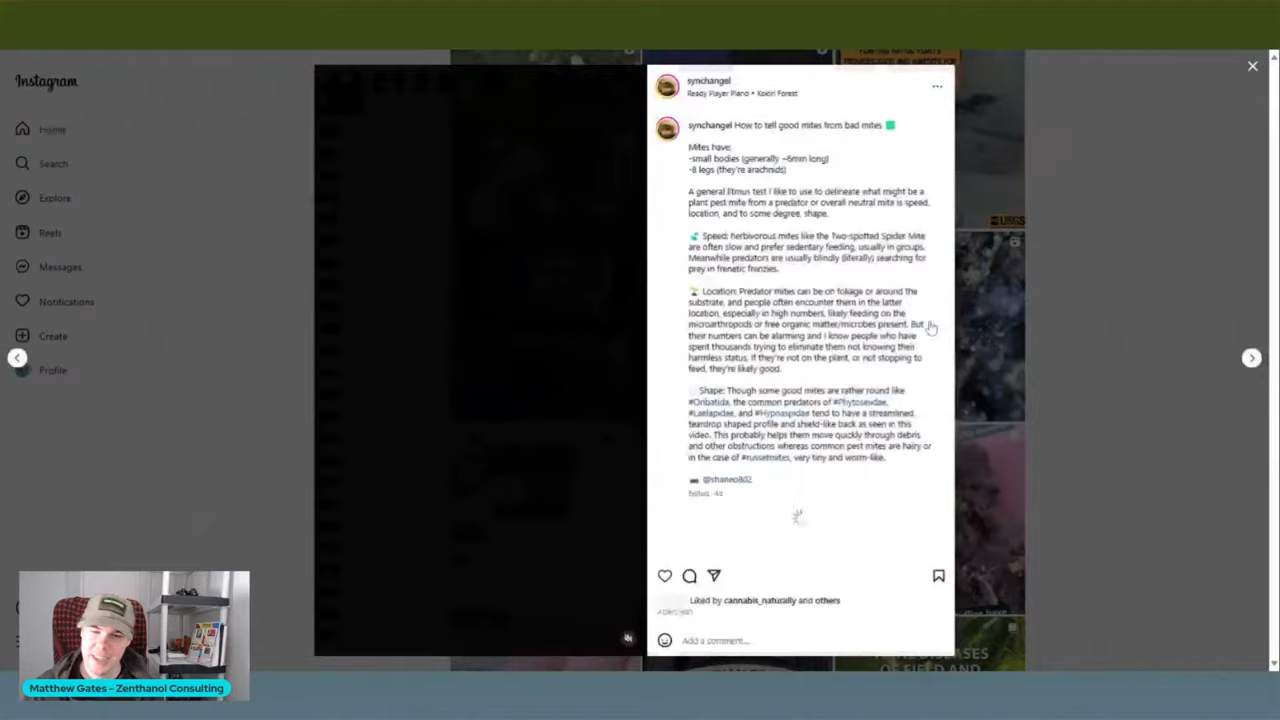 Instagram
Home
Search
Explore
Reels
Messages
Notifications
Create
Profile
USGS
synchangel
Ready Player Piano • Kokiri Forest
synchangel How to tell good mites from bad mites
Mites have:
-small bodies (generally ~6mm long)
-8 legs (they're arachnids)
A general litmus test I like to use to delineate what might be a
plant pest mite from a predator or overall neutral mite is speed,
location, and to some degree, shape.
Speed: herbivorous mites like the Two-spotted Spider Mite
are often slow and prefer sedentary feeding, usually in groups.
Meanwhile predators are usually blindly (literally) searching for
prey in frenetic frenzies.
Location: Predator mites can be on foliage or around the
substrate, and people often encounter them in the latter
location, especially in high numbers, likely feeding on the
microarthropods or free organic matter/microbes present. But
their numbers can be alarming and I know people who have
spent thousands trying to eliminate them not knowing their
harmless status. If they're not on the plant, or not stopping to
feed, they're likely good.
Shape: Though some good mites are rather round like
#Oribatida, the common predators of #Phytoseiidae,
#Laelapidae, and #Hypoaspidae tend to have a streamlined,
teardrop shaped profile and shield-like back as seen in this
video. This probably helps them move quickly through debris
and other obstructions whereas common pest mites are hairy or
in the case of #russetmites, very tiny and worm-like.
@shaneo802
Liked by cannabis_naturally and others
Add a comment...
DISEASES
OF FIELD AND
Matthew Gates - Zenthanol Consulting